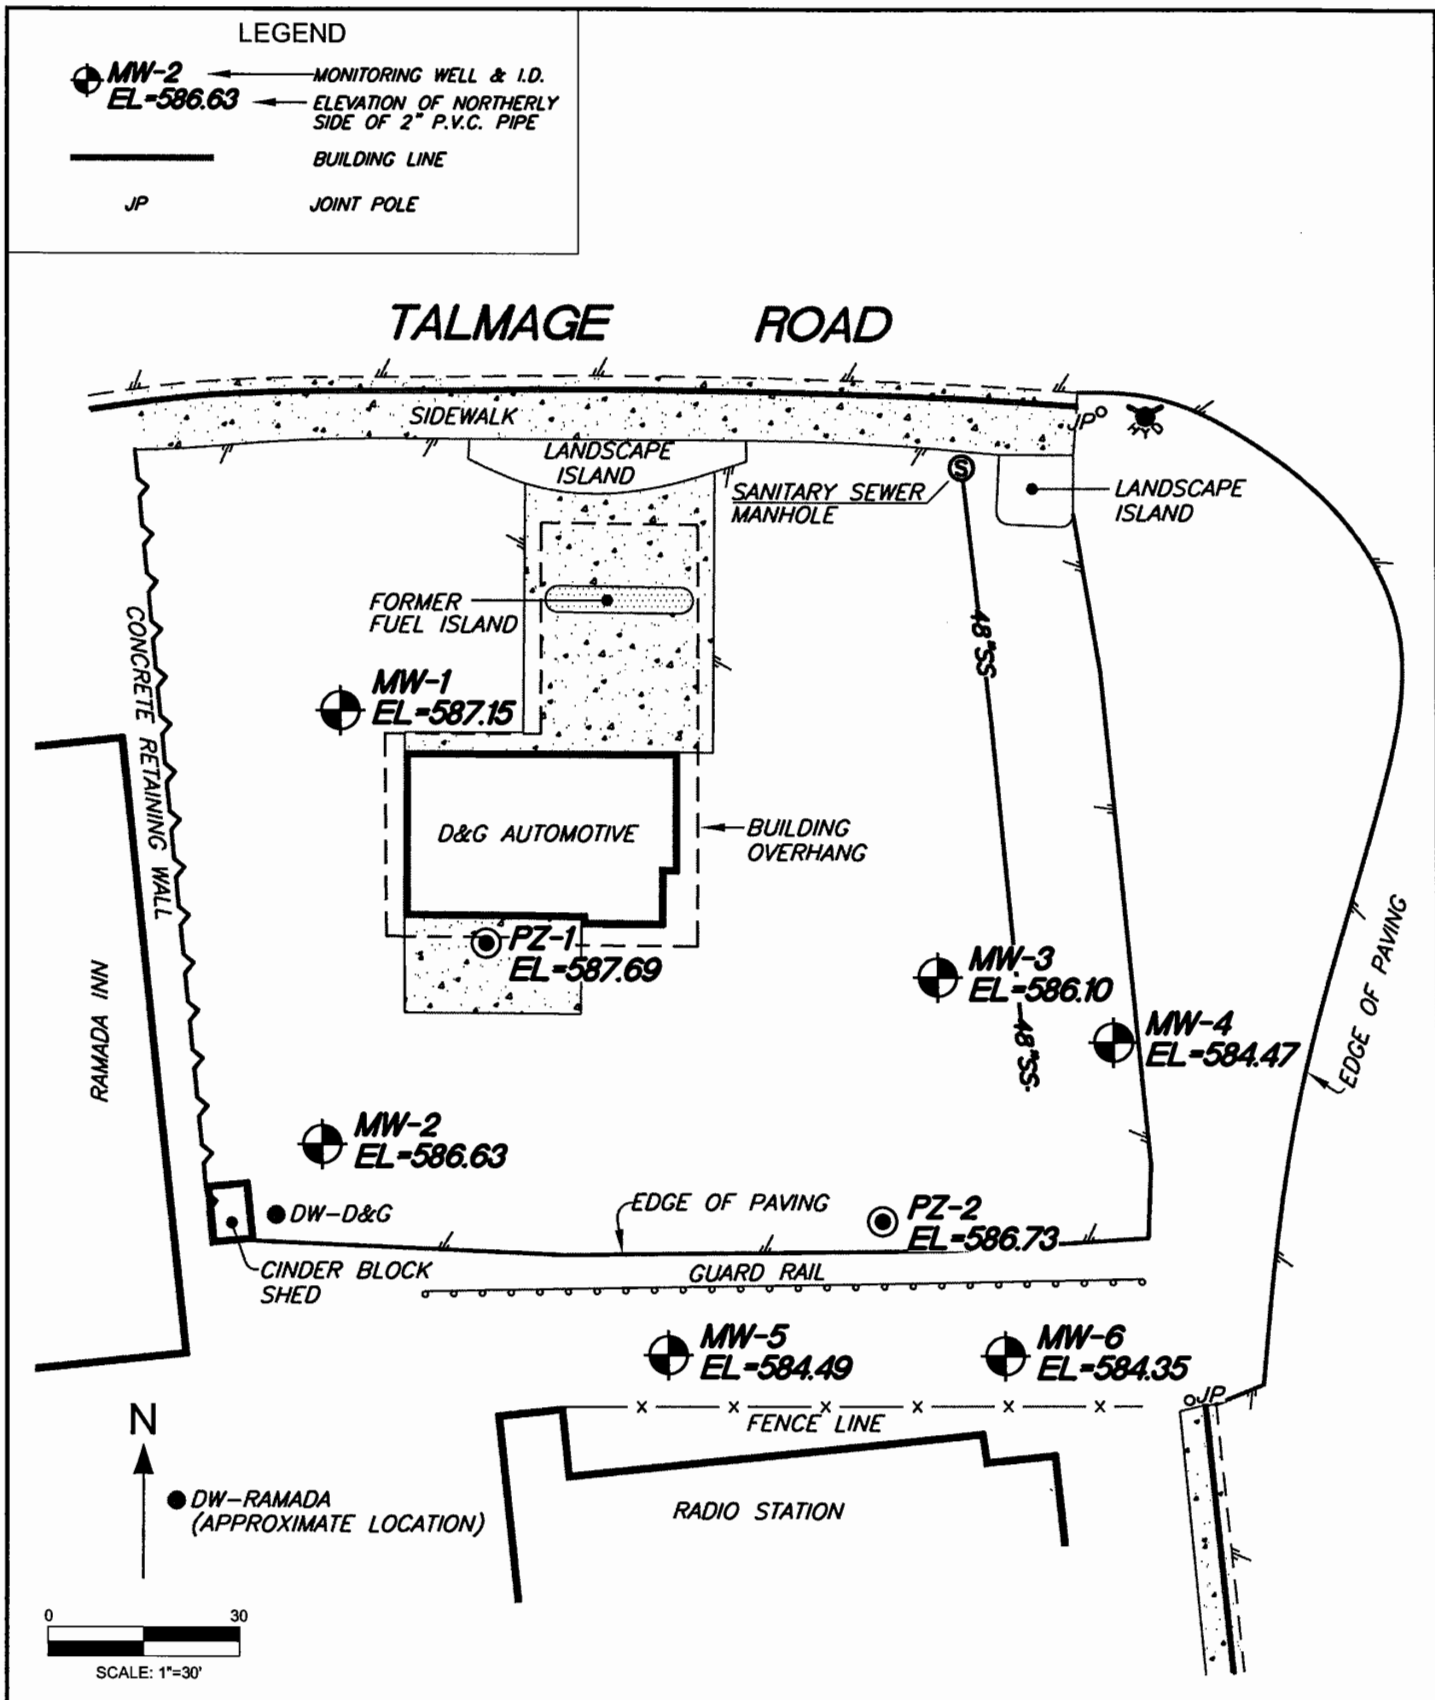 LEGEND
MW-2
MONITORING WELL & I.D.
EL=586.63
ELEVATION OF NORTHERLY
SIDE OF 2" P.V.C. PIPE
BUILDING LINE
JP
JOINT POLE
TALMAGE ROAD
SIDEWALK
JP
HYD
LANDSCAPE
ISLAND
S
SANITARY SEWER
MANHOLE
LANDSCAPE
ISLAND
FORMER
FUEL ISLAND
48"SS
CONCRETE RETAINING WALL
MW-1
EL=587.15
D&G AUTOMOTIVE
BUILDING
OVERHANG
PZ-1
EL=587.69
MW-3
EL=586.10
48"SS
MW-4
EL=584.47
EDGE OF PAVING
RAMADA INN
MW-2
EL=586.63
DW-D&G
EDGE OF PAVING
PZ-2
EL=586.73
CINDER BLOCK
SHED
GUARD RAIL
MW-5
EL=584.49
MW-6
EL=584.35
JP
FENCE LINE
N
DW-RAMADA
(APPROXIMATE LOCATION)
RADIO STATION
0 30
SCALE: 1"=30'